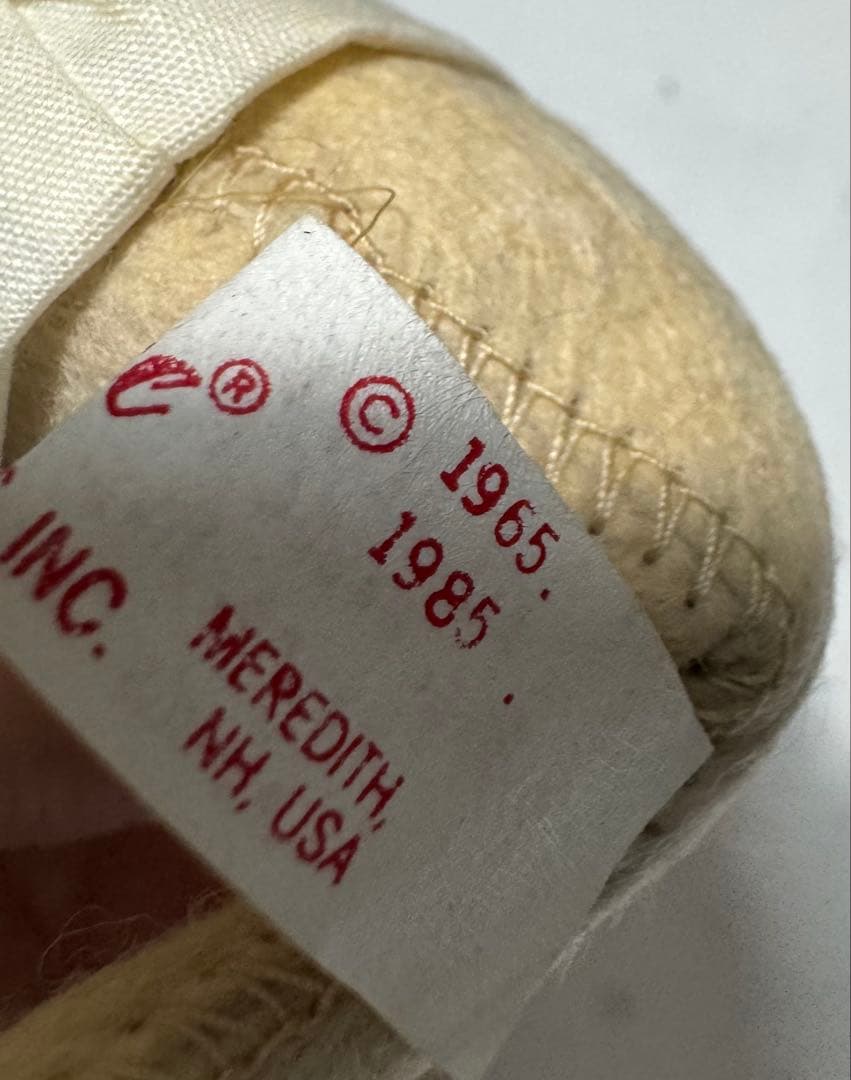 e® © 1965.
1985
INC. MEREDITH,
NH, USA